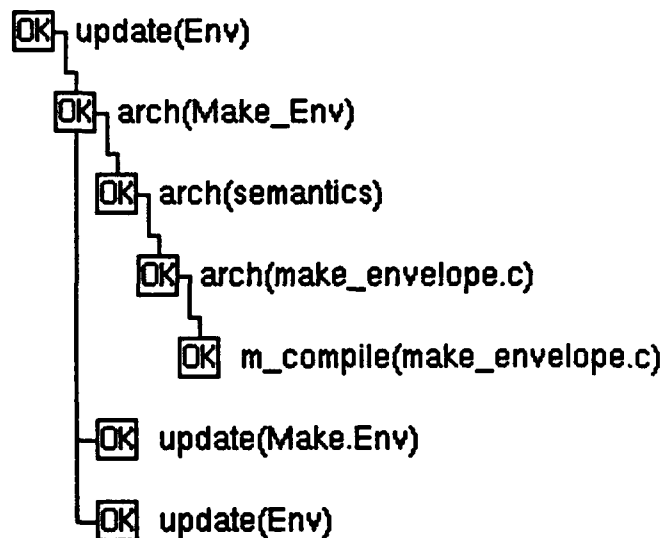 OK update(Env)
OK arch(Make_Env)
OK arch(semantics)
OK arch(make_envelope.c)
OK m_compile(make_envelope.c)
OK update(Make.Env)
OK update(Env)